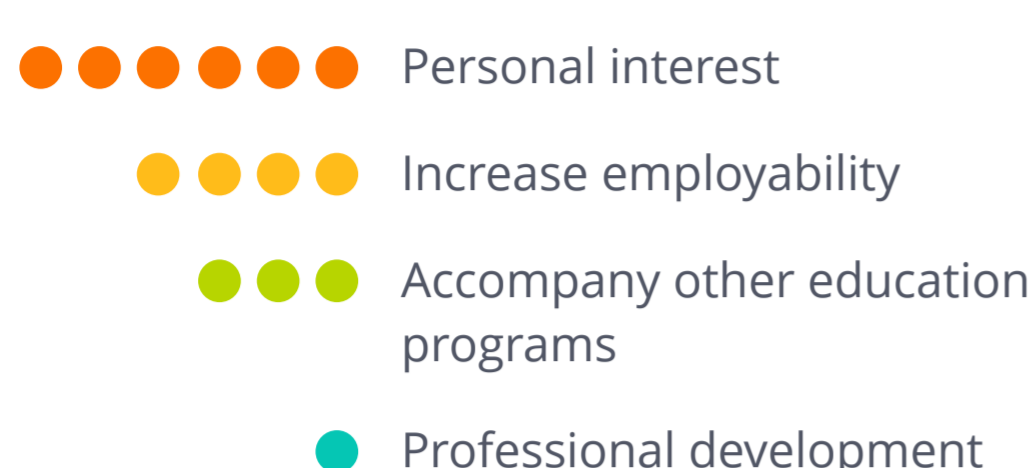 Personal interest
Increase employability
Accompany other education
programs
Professional development